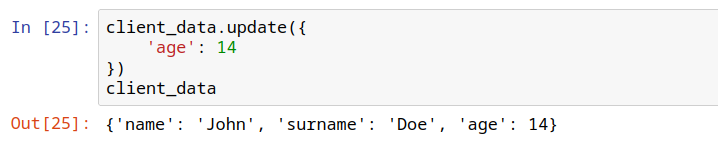 In [25]: client_data.update({
    'age': 14
})
client_data
Out[25]: {'name': 'John', 'surname': 'Doe', 'age': 14}